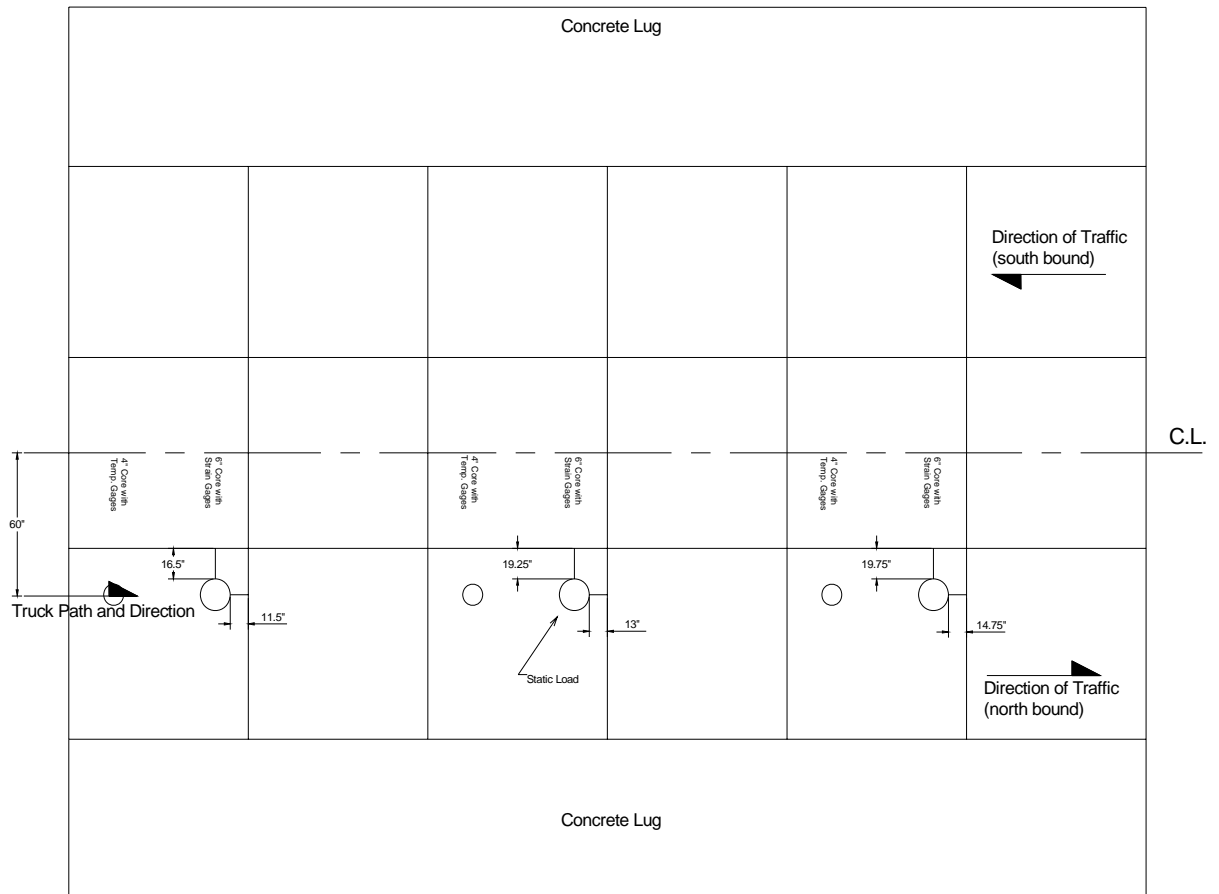 Concrete Lug
Direction of Traffic
(south bound)
C.L.
4" Core with
Temp. Gages
6" Core with
Strain Gages
4" Core with
Temp. Gages
6" Core with
Strain Gages
4" Core with
Temp. Gages
6" Core with
Strain Gages
60"
16.5"
19.25"
19.75"
Truck Path and Direction
11.5"
13"
14.75"
Static Load
Direction of Traffic
(north bound)
Concrete Lug